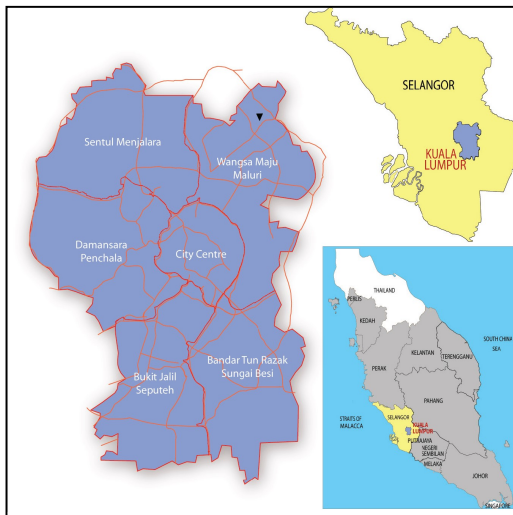 Sentul Menjalara
Wangsa Maju
Maluri
Damansara
Penchala
City Centre
Bandar Tun Razak
Sungai Besi
Bukit Jalil
Seputeh
SELANGOR
KUALA
LUMPUR
THAILAND
PERLIS
KEDAH
SOUTH CHINA
SEA
KELANTAN
TERENGGANU
PERAK
PAHANG
SELANGOR
STRAITS OF
MALACCA
KUALA
LUMPUR
PUTRAJAYA
NEGERI
SEMBILAN
MELAKA
JOHOR
SINGAPORE